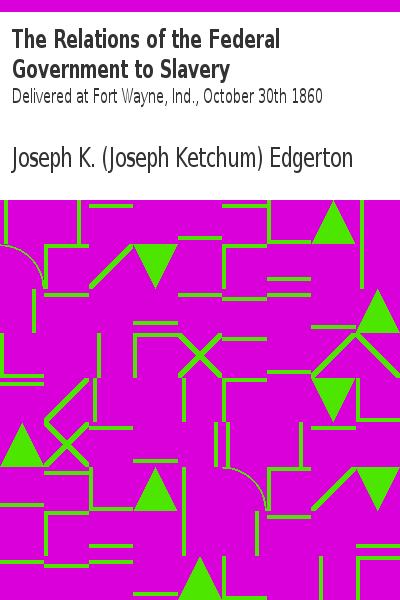 The Relations of the Federal
Government to Slavery
Delivered at Fort Wayne, Ind., October 30th 1860
Joseph K. (Joseph Ketchum) Edgerton